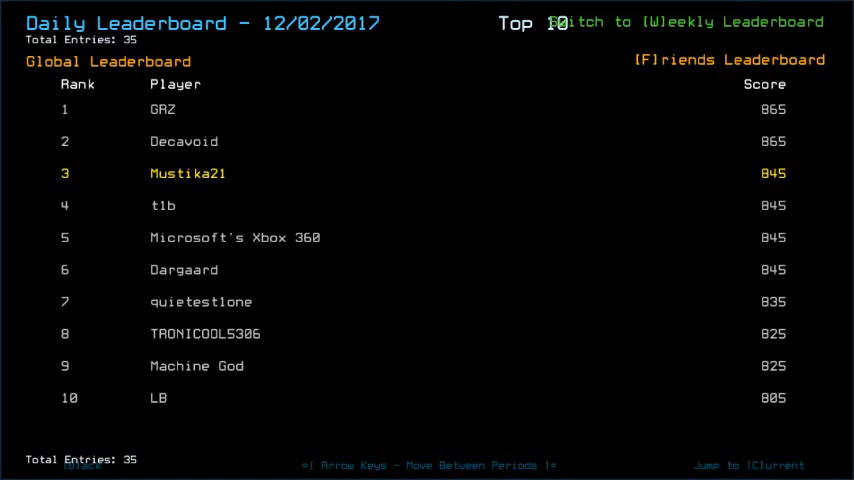 Daily Leaderboard - 12/02/2017 Top 10 Switch to [W]eekly Leaderboard
Total Entries: 35
Global Leaderboard [F]riends Leaderboard
Rank Player Score
1 GRZ 865
2 Decavoid 865
3 Mustika21 845
4 t1b 845
5 Microsoft's Xbox 360 845
6 Dargaard 845
7 quietest1one 835
8 TRONICOOL5306 825
9 Machine God 825
10 LB 805
Total Entries: 35
[B]ack =[ Arrow Keys - Move Between Periods ]= Jump to [C]urrent